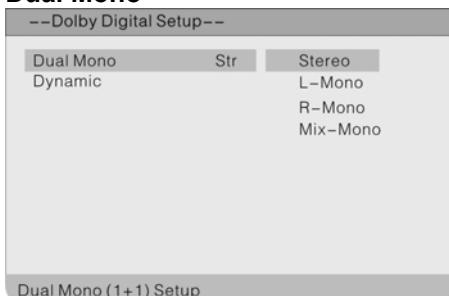 Dual Mono
--Dolby Digital Setup--
Dual Mono Str Stereo
Dynamic L-Mono
R-Mono
Mix-Mono
Dual Mono (1+1) Setup